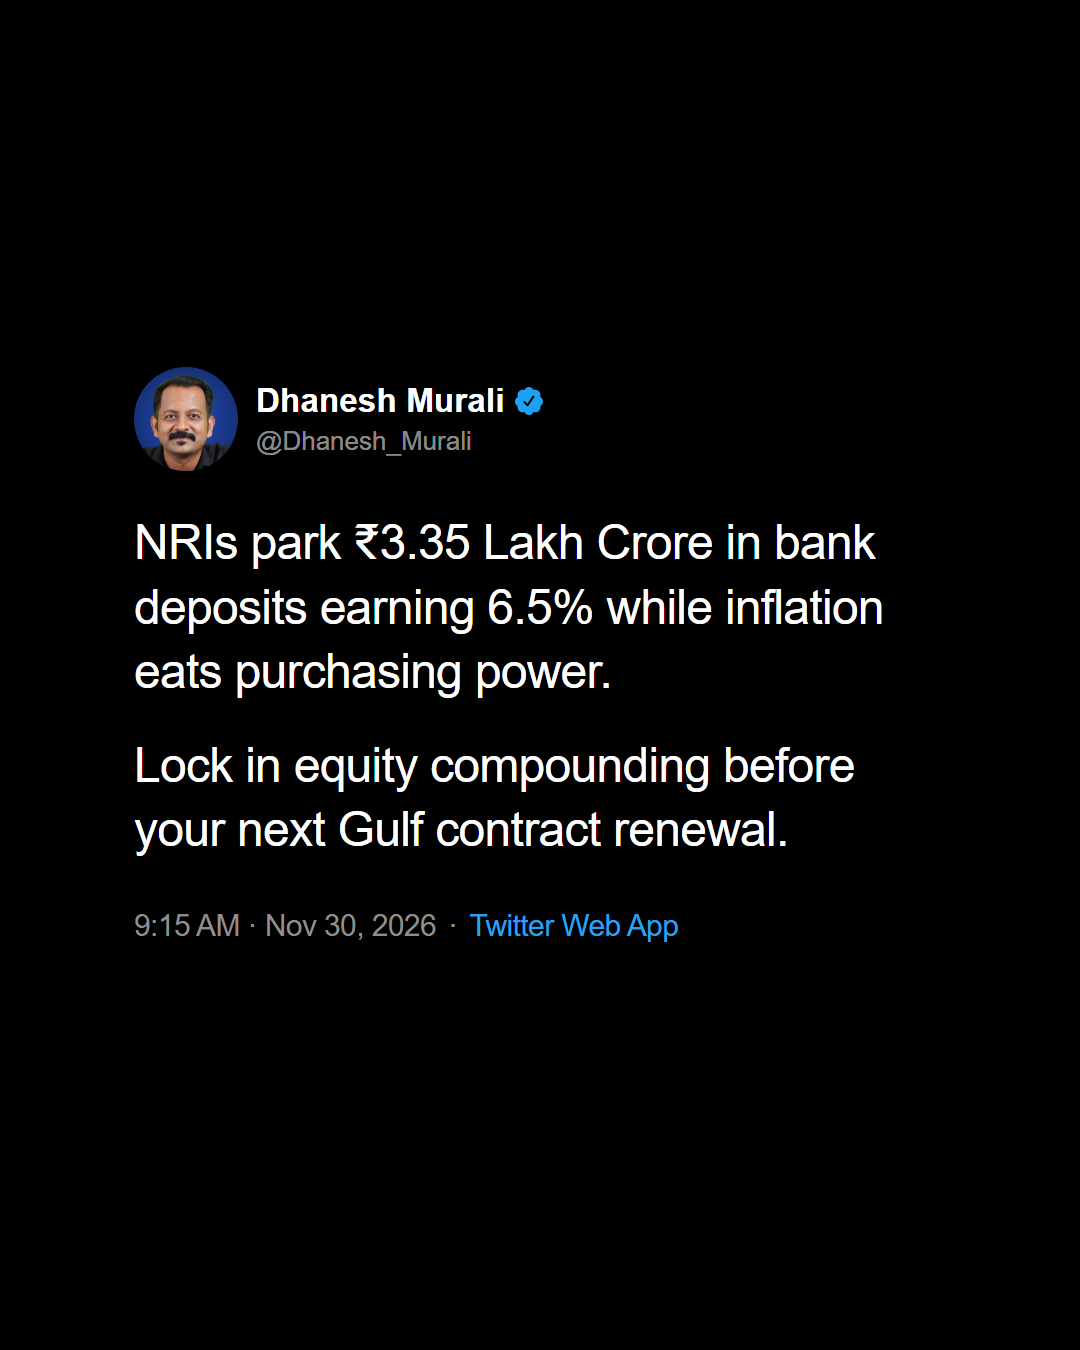 Dhanesh Murali
@Dhanesh_Murali
NRIs park ₹3.35 Lakh Crore in bank
deposits earning 6.5% while inflation
eats purchasing power.
Lock in equity compounding before
your next Gulf contract renewal.
9:15 AM · Nov 30, 2026 · Twitter Web App